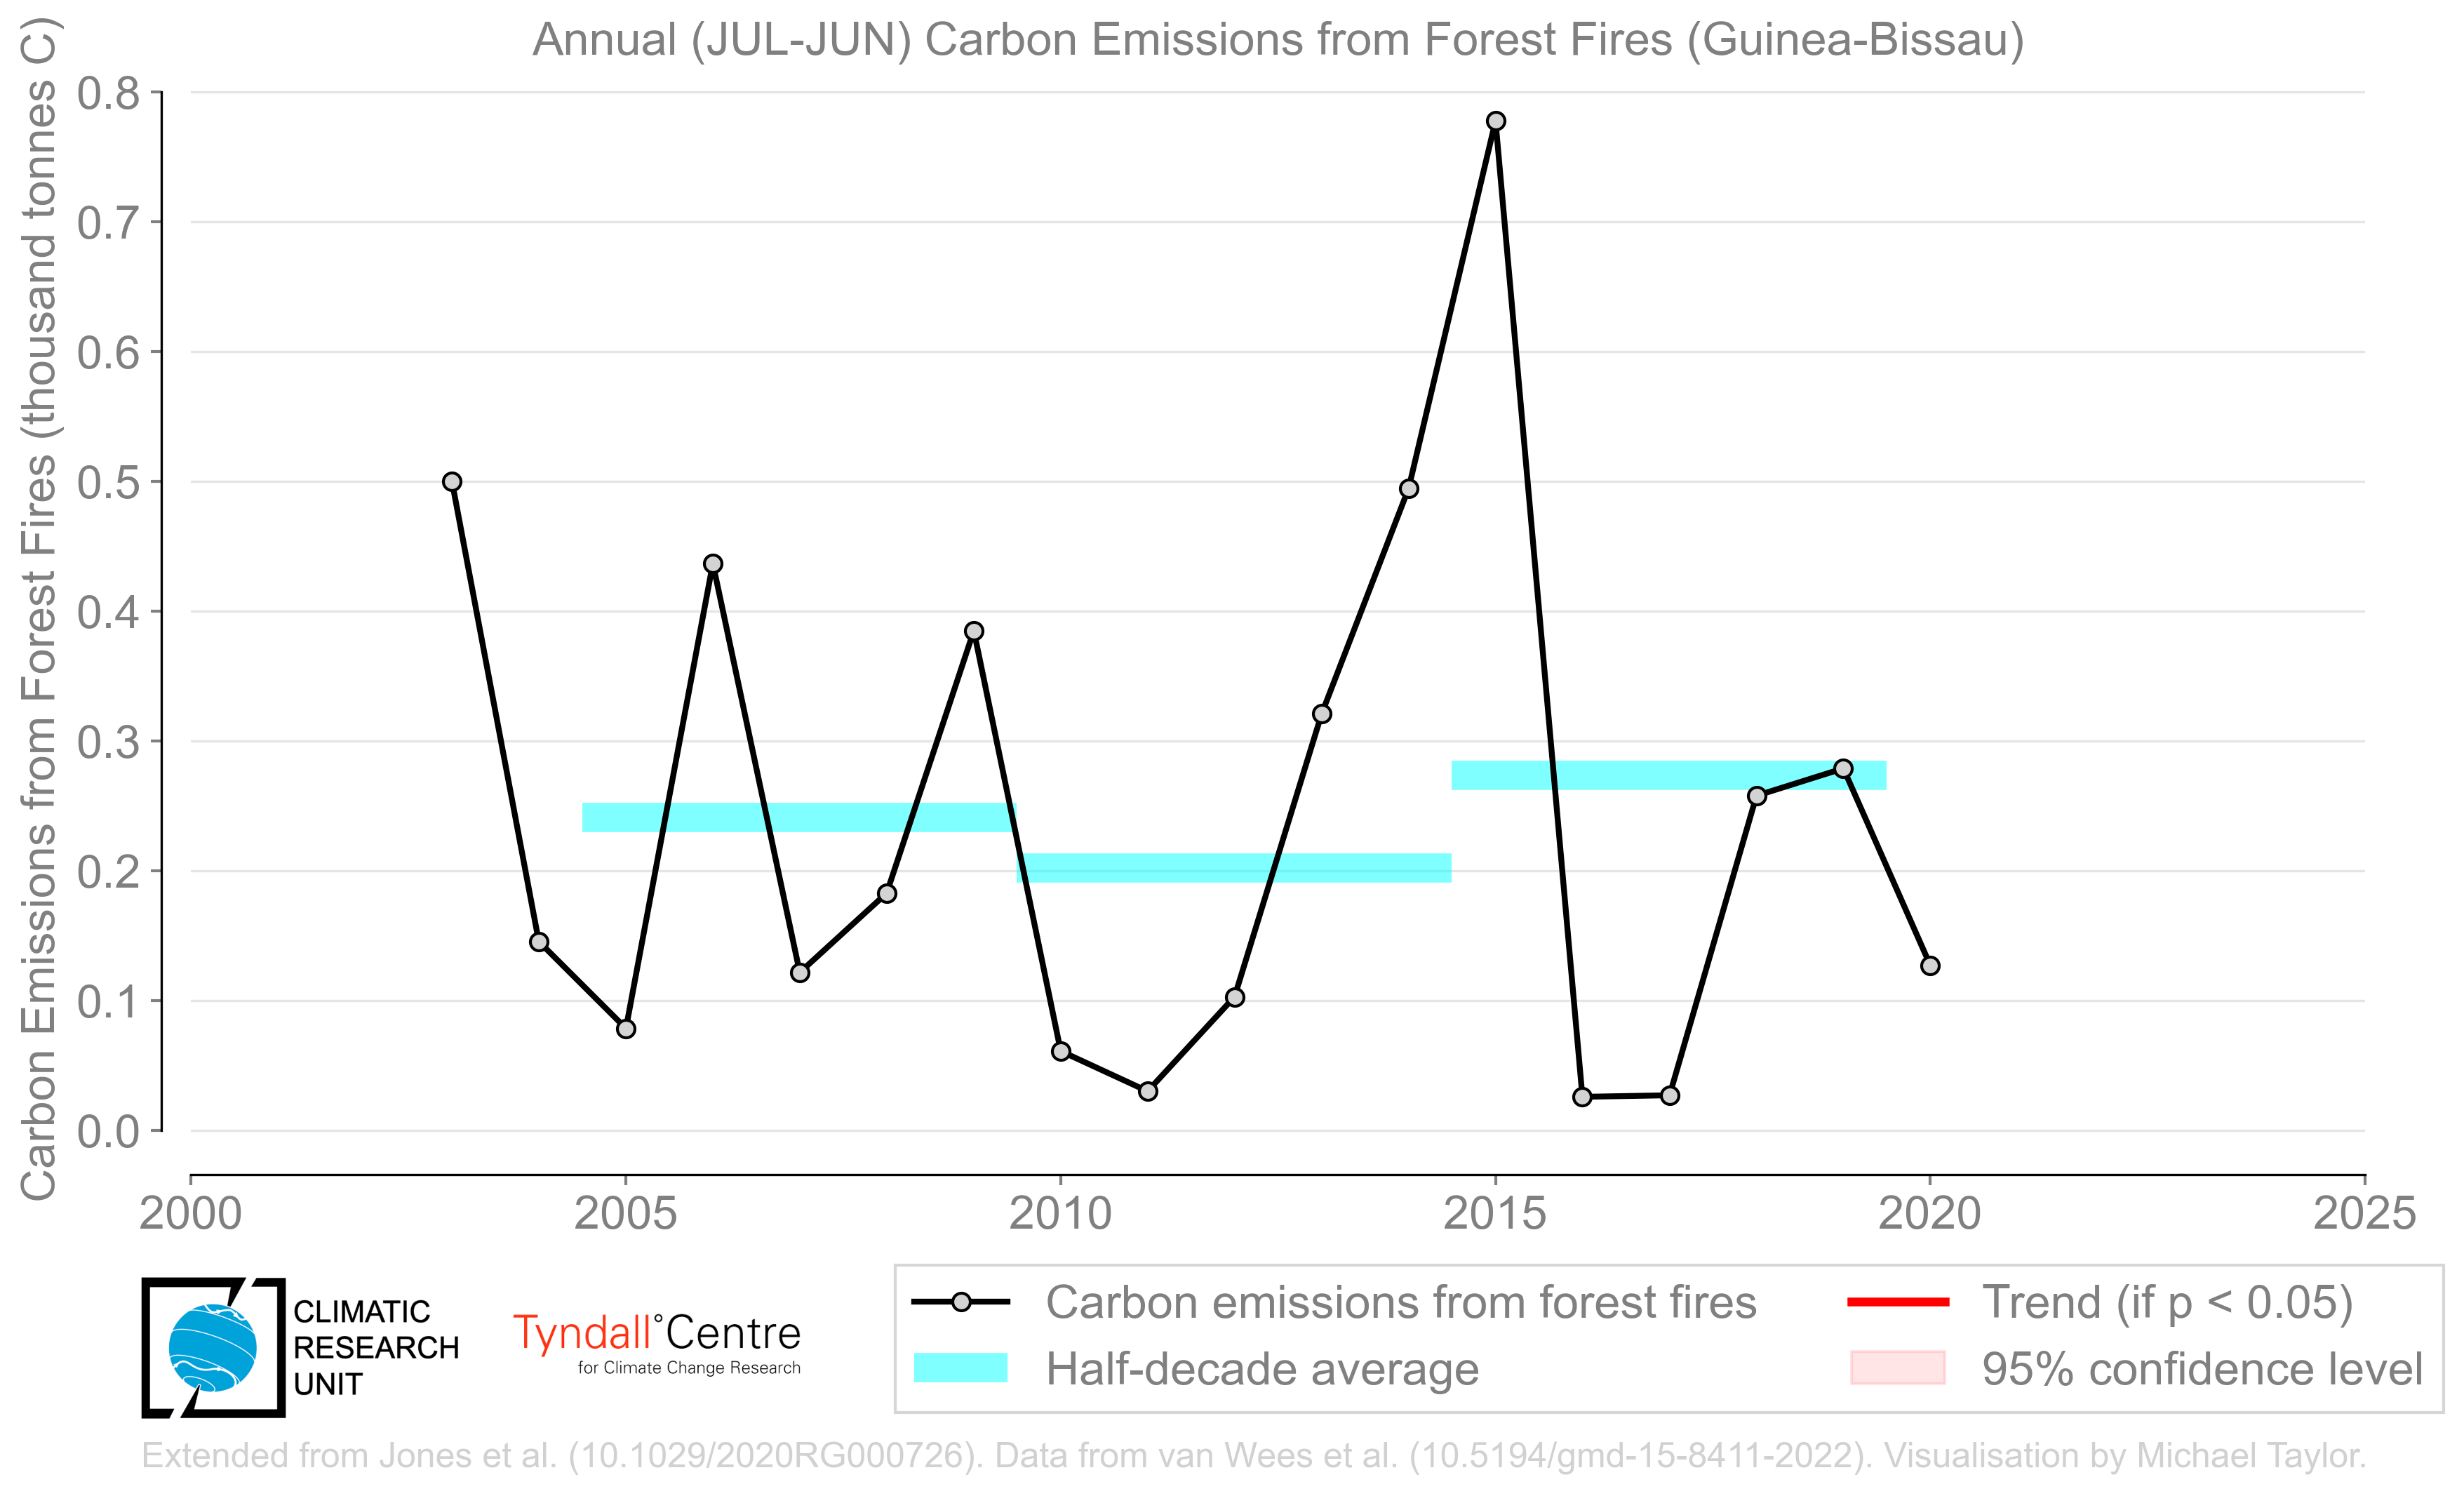 Annual (JUL-JUN) Carbon Emissions from Forest Fires (Guinea-Bissau)
Carbon Emissions from Forest Fires (thousand tonnes C)
0.8
0.7
0.6
0.5
0.4
0.3
0.2
0.1
0.0
2000 2005 2010 2015 2020 2025
CLIMATIC
RESEARCH
UNIT
Tyndall°Centre
for Climate Change Research
Carbon emissions from forest fires
Half-decade average
Trend (if p < 0.05)
95% confidence level
Extended from Jones et al. (10.1029/2020RG000726). Data from van Wees et al. (10.5194/gmd-15-8411-2022). Visualisation by Michael Taylor.